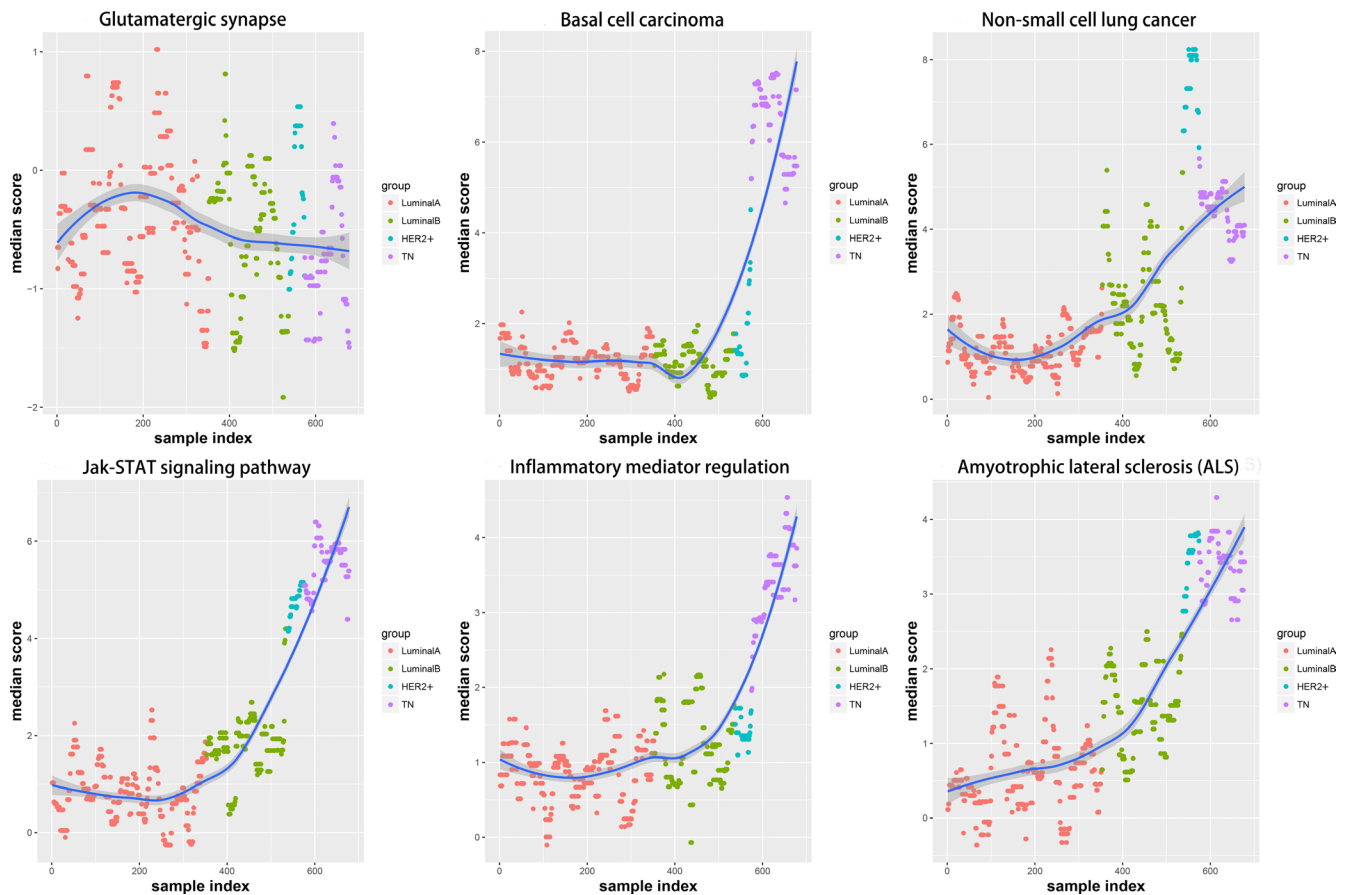 Glutamatergic synapse
1
0
−1
−2
median score
0
200
400
600
sample index
group
LuminalA
LuminalB
HER2+
TN
Basal cell carcinoma
8
6
4
2
median score
0
200
400
600
sample index
group
LuminalA
LuminalB
HER2+
TN
Non-small cell lung cancer
8
6
4
2
0
median score
0
200
400
600
sample index
group
LuminalA
LuminalB
HER2+
TN
Jak-STAT signaling pathway
6
4
2
0
median score
0
200
400
600
sample index
group
LuminalA
LuminalB
HER2+
TN
Inflammatory mediator regulation
4
3
2
1
0
median score
0
200
400
600
sample index
group
LuminalA
LuminalB
HER2+
TN
Amyotrophic lateral sclerosis (ALS)
S)
4
3
2
1
0
median score
0
200
400
600
sample index
group
LuminalA
LuminalB
HER2+
TN